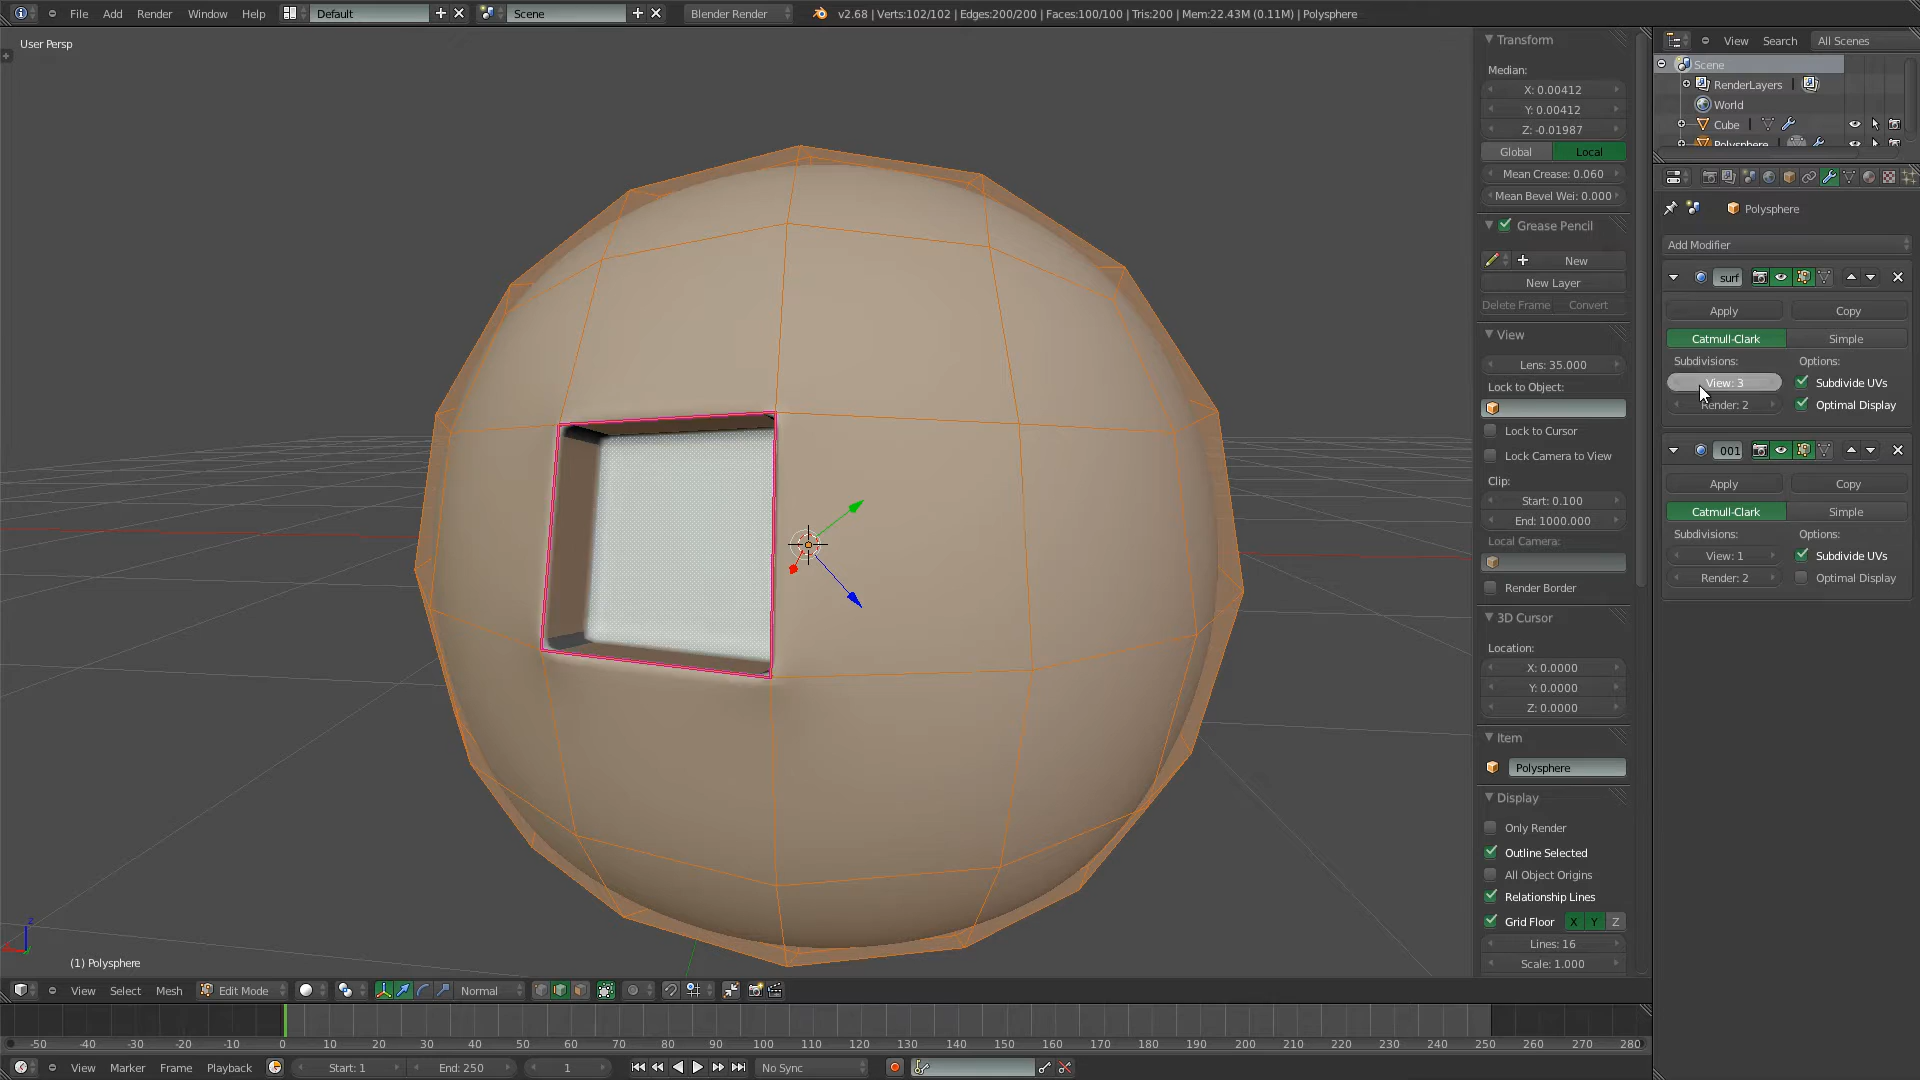 File Add Render Window Help Default Scene Blender Render v2.68 | Verts:102/102 | Edges:200/200 | Faces:100/100 | Tris:200 | Mem:22.43M (0.11M) | Polysphere
User Persp
(1) Polysphere
View Select Mesh Edit Mode Normal
-50 -40 -30 -20 -10 0 10 20 30 40 50 60 70 80 90 100 110 120 130 140 150 160 170 180 190 200 210 220 230 240 250 260 270 280
View Marker Frame Playback Start: 1 End: 250 1 No Sync
Transform
Median:
X: 0.00412
Y: 0.00412
Z: -0.01987
Global Local
Mean Crease: 0.060
Mean Bevel Wei: 0.000
Grease Pencil
New
New Layer
Delete Frame Convert
View
Lens: 35.000
Lock to Object:
Lock to Cursor
Lock Camera to View
Clip:
Start: 0.100
End: 1000.000
Local Camera:
Render Border
3D Cursor
Location:
X: 0.0000
Y: 0.0000
Z: 0.0000
Item
Polysphere
Display
Only Render
Outline Selected
All Object Origins
Relationship Lines
Grid Floor X Y Z
Lines: 16
Scale: 1.000
View Search All Scenes
Scene
RenderLayers
World
Cube
Polysphere
Polysphere
Add Modifier
surf
Apply Copy
Catmull-Clark Simple
Subdivisions: Options:
View: 3 Subdivide UVs
Render: 2 Optimal Display
001
Apply Copy
Catmull-Clark Simple
Subdivisions: Options:
View: 1 Subdivide UVs
Render: 2 Optimal Display